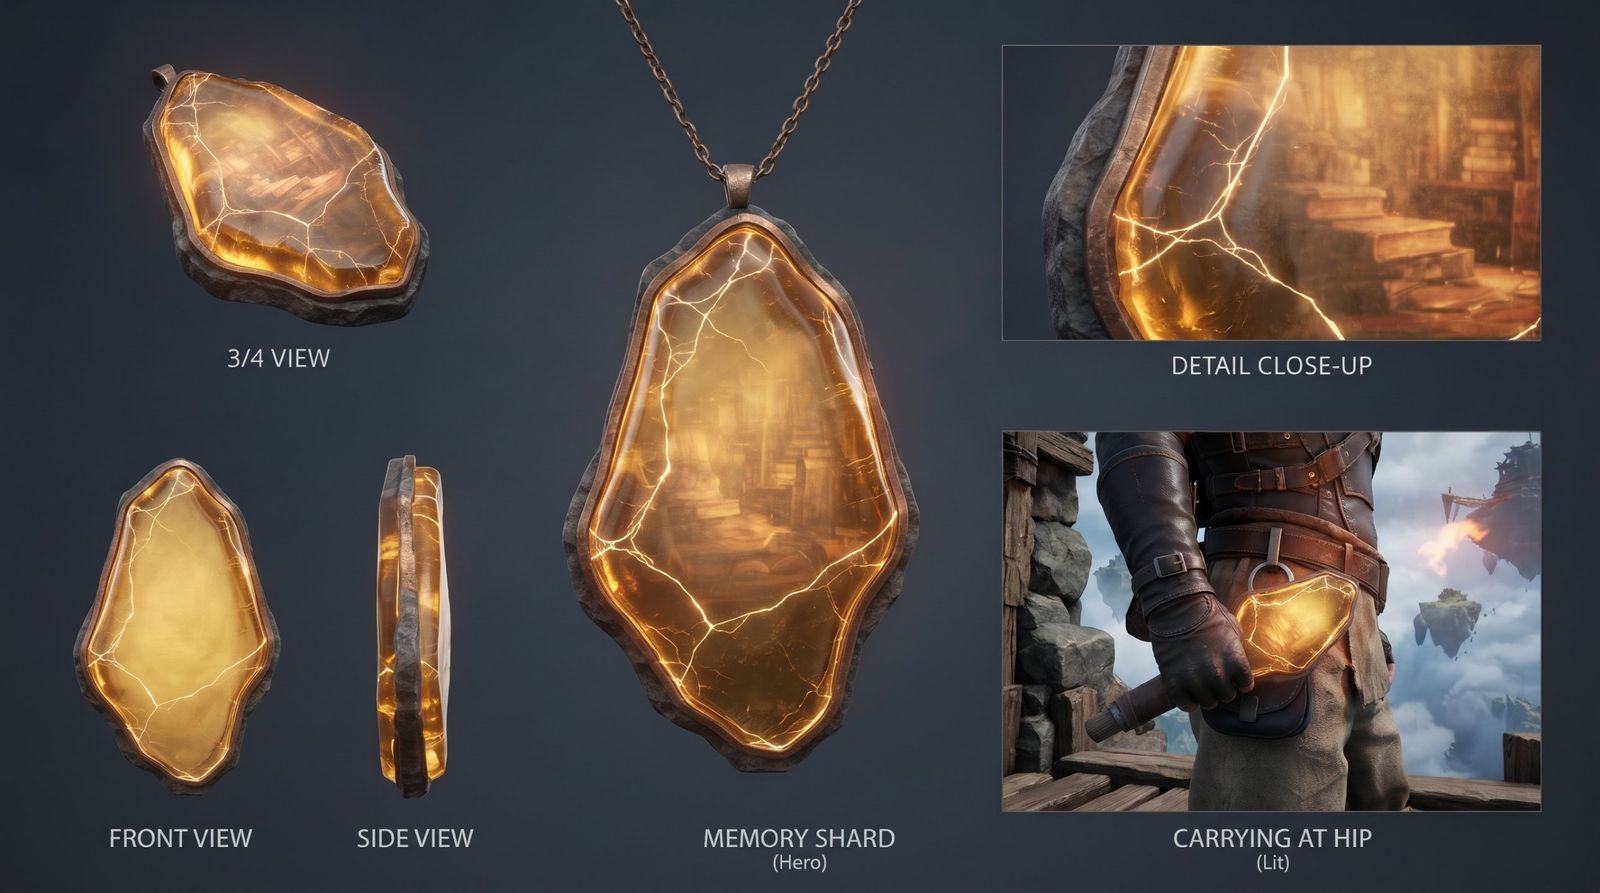 3/4 VIEW
DETAIL CLOSE-UP
FRONT VIEW
SIDE VIEW
MEMORY SHARD
(Hero)
CARRYING AT HIP
(Lit)